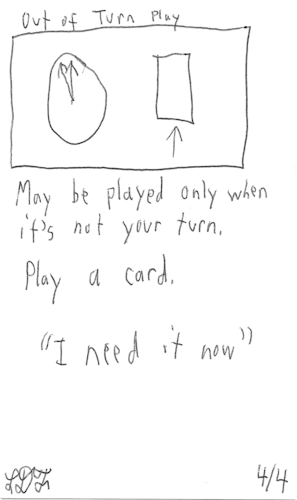 Out of Turn Play
May be played only when
it's not your turn.
Play a card.
"I need it now"
4/4